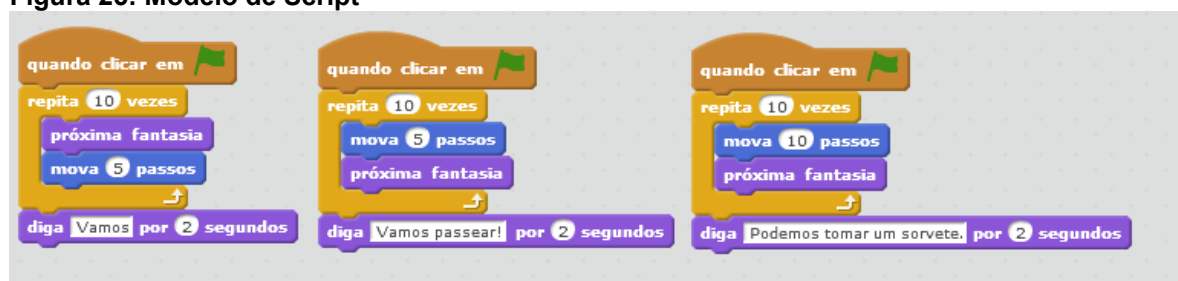 Figura 23: Modelo de Script
quando clicar em
repita 10 vezes
próxima fantasia
mova 5 passos
diga Vamos por 2 segundos
quando clicar em
repita 10 vezes
mova 5 passos
próxima fantasia
diga Vamos passear! por 2 segundos
quando clicar em
repita 10 vezes
mova 10 passos
próxima fantasia
diga Podemos tomar um sorvete. por 2 segundos